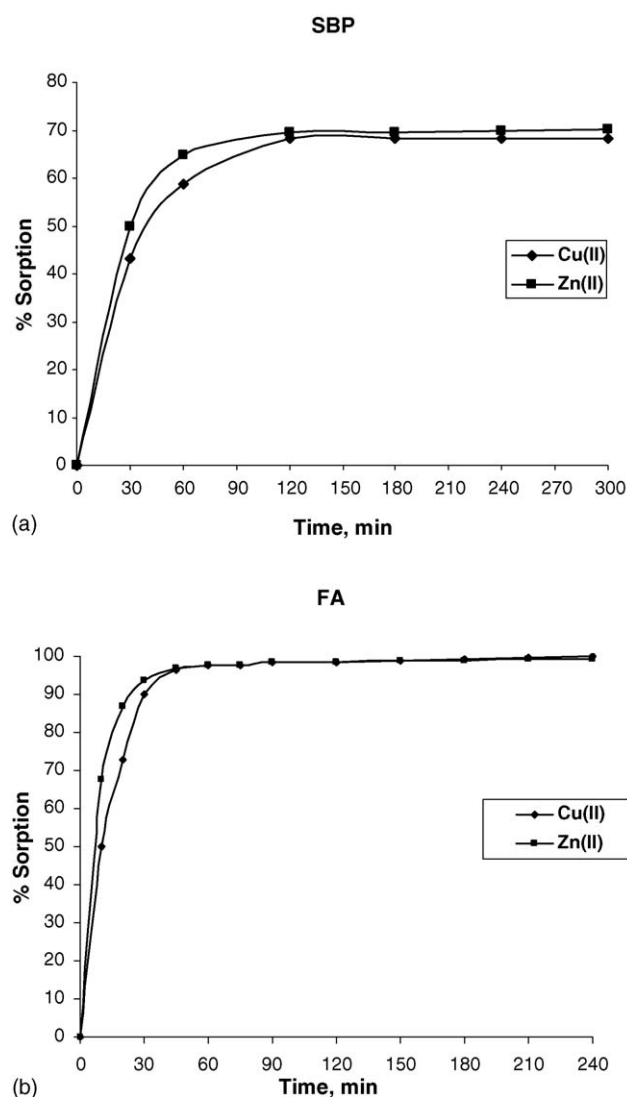 SBP
80
70
60
50
40
30
20
10
0
% Sorption
Cu(II)
Zn(II)
0 30 60 90 120 150 180 210 240 270 300
(a)
Time, min
FA
100
90
80
70
60
50
40
30
20
10
0
% Sorption
Cu(II)
Zn(II)
0 30 60 90 120 150 180 210 240
(b)
Time, min